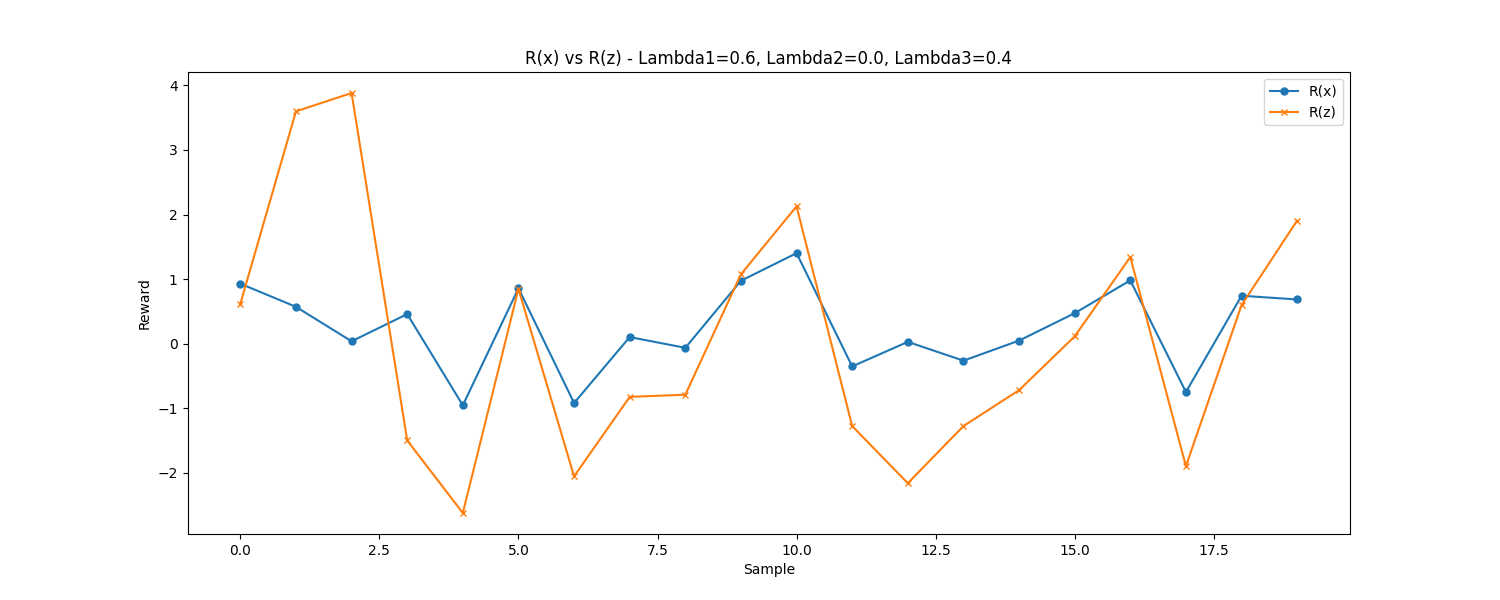 R(x) vs R(z) - Lambda1=0.6, Lambda2=0.0, Lambda3=0.4
R(x)
R(z)
Reward
4
3
2
1
0
−1
−2
0.0 2.5 5.0 7.5 10.0 12.5 15.0 17.5
Sample